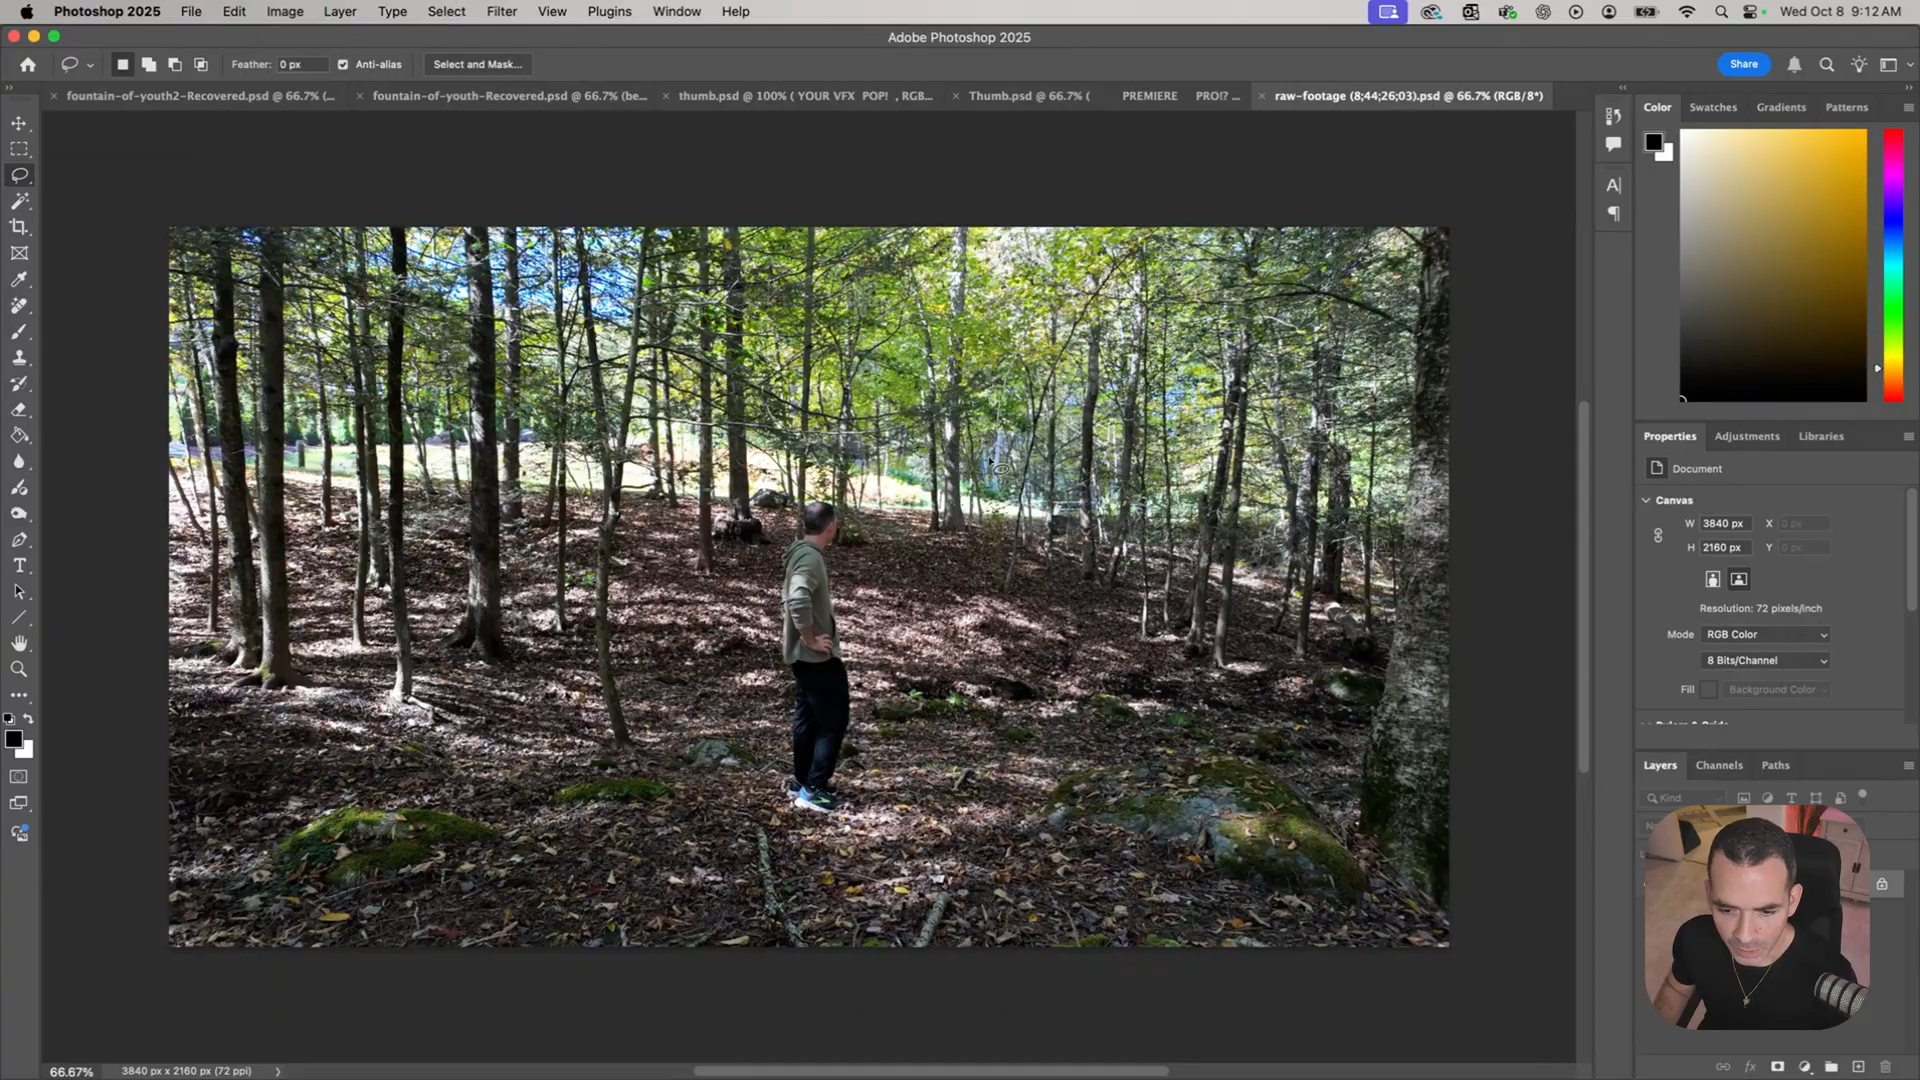 Photoshop 2025 File Edit Image Layer Type Select Filter View Plugins Window Help Wed Oct 8 9:12 AM
Adobe Photoshop 2025
Feather: 0 px Anti-alias Select and Mask... Share
fountain-of-youth2-Recovered.psd @ 66.7% (... fountain-of-youth-Recovered.psd @ 66.7% (be... thumb.psd @ 100% ( YOUR VFX POP! , RGB... Thumb.psd @ 66.7% ( PREMIERE PRO!? ... raw-footage (8;44;26;03).psd @ 66.7% (RGB/8*)
Color Swatches Gradients Patterns
Properties Adjustments Libraries
Document
Canvas
W 3840 px X 0 px
H 2160 px Y 0 px
Resolution: 72 pixels/inch
Mode RGB Color
8 Bits/Channel
Fill Background Color
Layers Channels Paths
Kind
66.67% 3840 px x 2160 px (72 ppi)